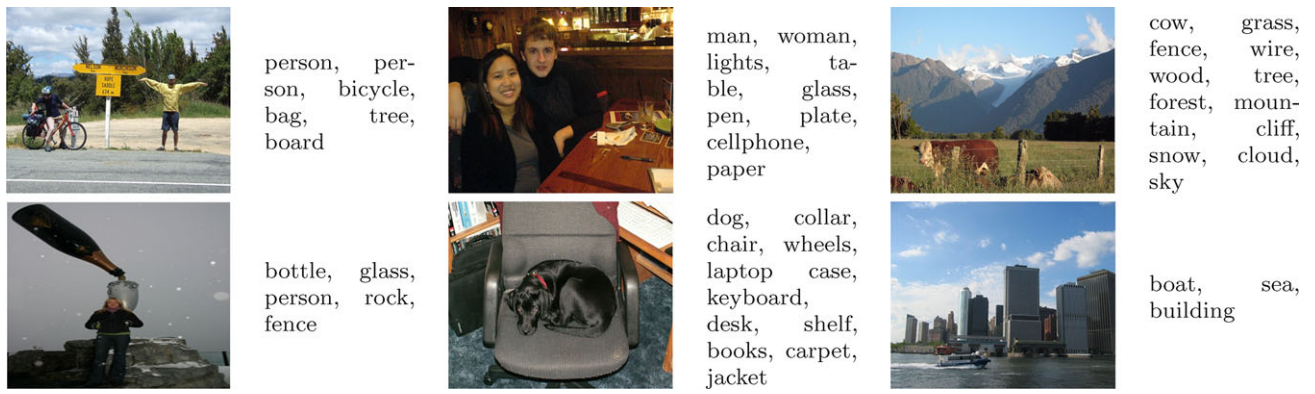 person, per-
son, bicycle,
bag, tree,
board
man, woman,
lights, ta-
ble, glass,
pen, plate,
cellphone,
paper
cow, grass,
fence, wire,
wood, tree,
forest, moun-
tain, cliff,
snow, cloud,
sky
bottle, glass,
person, rock,
fence
dog, collar,
chair, wheels,
laptop case,
keyboard,
desk, shelf,
books, carpet,
jacket
boat, sea,
building